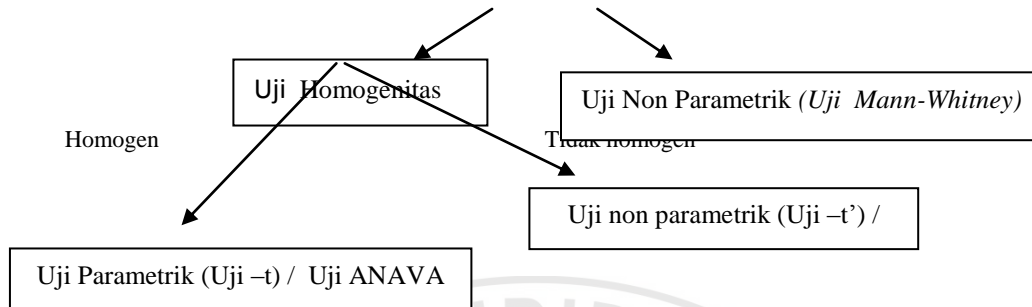 Uji Homogenitas
Uji Non Parametrik (Uji Mann-Whitney)
Homogen
Tidak homogen
Uji non parametrik (Uji –t’) /
Uji Parametrik (Uji –t) / Uji ANAVA